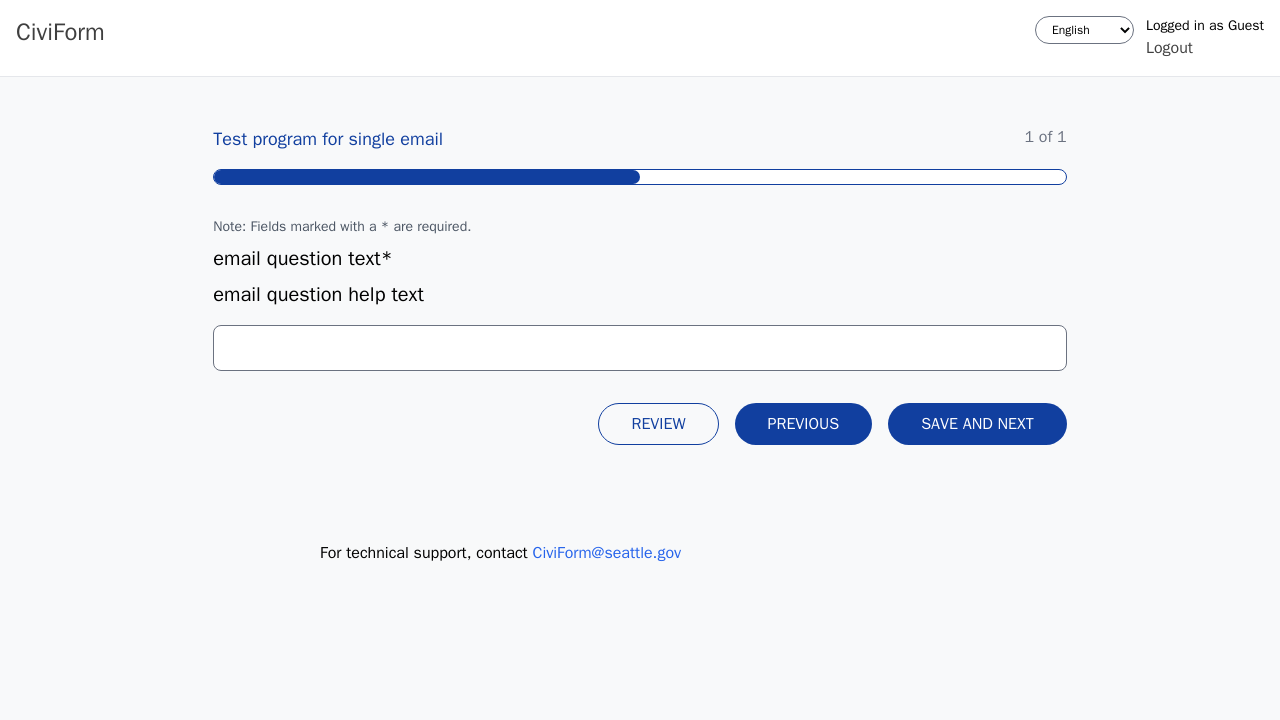 CiviForm
English
Logged in as Guest
Logout
Test program for single email
1 of 1
Note: Fields marked with a * are required.
email question text*
email question help text
REVIEW
PREVIOUS
SAVE AND NEXT
For technical support, contact CiviForm@seattle.gov